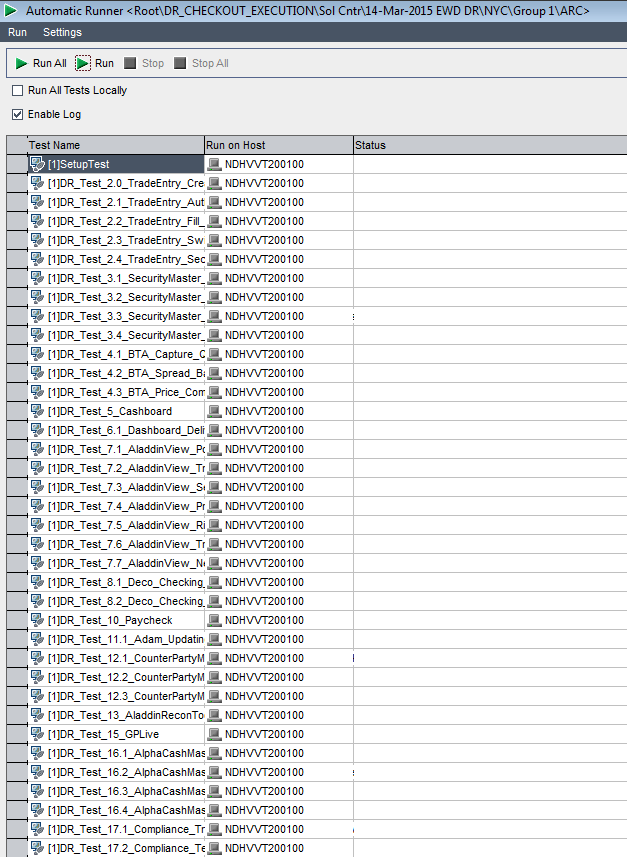 Automatic Runner <Root\DR_CHECKOUT_EXECUTION\Sol Cntr\14-Mar-2015 EWD DR\NYC\Group 1\ARC>
Run Settings
Run All Run Stop Stop All
Run All Tests Locally
Enable Log
Test Name Run on Host Status
[1]SetupTest NDHVVT200100
[1]DR_Test_2.0_TradeEntry_Cre NDHVVT200100
[1]DR_Test_2.1_TradeEntry_Aut NDHVVT200100
[1]DR_Test_2.2_TradeEntry_Fill_ NDHVVT200100
[1]DR_Test_2.3_TradeEntry_Sw NDHVVT200100
[1]DR_Test_2.4_TradeEntry_Sec NDHVVT200100
[1]DR_Test_3.1_SecurityMaster_ NDHVVT200100
[1]DR_Test_3.2_SecurityMaster_ NDHVVT200100
[1]DR_Test_3.3_SecurityMaster_ NDHVVT200100
[1]DR_Test_3.4_SecurityMaster_ NDHVVT200100
[1]DR_Test_4.1_BTA_Capture_Q NDHVVT200100
[1]DR_Test_4.2_BTA_Spread_Ba NDHVVT200100
[1]DR_Test_4.3_BTA_Price_Com NDHVVT200100
[1]DR_Test_5_Cashboard NDHVVT200100
[1]DR_Test_6.1_Dashboard_Deli NDHVVT200100
[1]DR_Test_7.1_AladdinView_Po NDHVVT200100
[1]DR_Test_7.2_AladdinView_Tr NDHVVT200100
[1]DR_Test_7.3_AladdinView_Se NDHVVT200100
[1]DR_Test_7.4_AladdinView_Pr NDHVVT200100
[1]DR_Test_7.5_AladdinView_Ri NDHVVT200100
[1]DR_Test_7.6_AladdinView_Tr NDHVVT200100
[1]DR_Test_7.7_AladdinView_Ne NDHVVT200100
[1]DR_Test_8.1_Deco_Checking_ NDHVVT200100
[1]DR_Test_8.2_Deco_Checking_ NDHVVT200100
[1]DR_Test_10_Paycheck NDHVVT200100
[1]DR_Test_11.1_Adam_Updatin NDHVVT200100
[1]DR_Test_12.1_CounterPartyM NDHVVT200100
[1]DR_Test_12.2_CounterPartyM NDHVVT200100
[1]DR_Test_12.3_CounterPartyM NDHVVT200100
[1]DR_Test_13_AladdinReconToo NDHVVT200100
[1]DR_Test_15_GPLive NDHVVT200100
[1]DR_Test_16.1_AlphaCashMas NDHVVT200100
[1]DR_Test_16.2_AlphaCashMas NDHVVT200100
[1]DR_Test_16.3_AlphaCashMas NDHVVT200100
[1]DR_Test_16.4_AlphaCashMas NDHVVT200100
[1]DR_Test_17.1_Compliance_Tr NDHVVT200100
[1]DR_Test_17.2_Compliance_Te NDHVVT200100